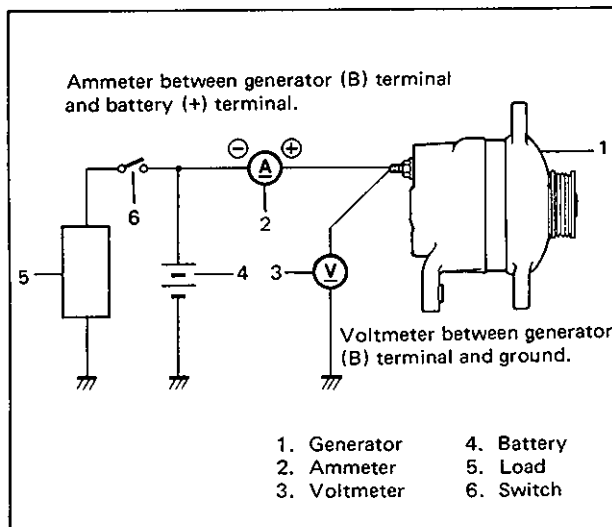 Ammeter between generator (B) terminal
and battery (+) terminal.
⊖ A ⊕
1
6
2
5
4
3
V
Voltmeter between generator
(B) terminal and ground.
1. Generator 4. Battery
2. Ammeter 5. Load
3. Voltmeter 6. Switch